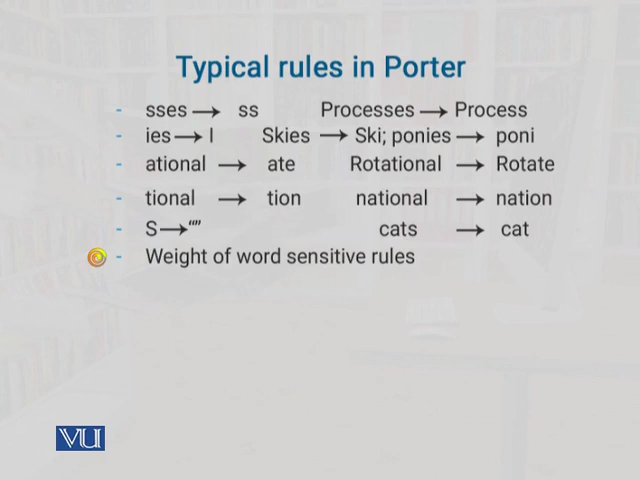 Typical rules in Porter
- sses → ss Processes → Process
- ies → I Skies → Ski; ponies → poni
- ational → ate Rotational → Rotate
- tional → tion national → nation
- S → “” cats → cat
- Weight of word sensitive rules
VU